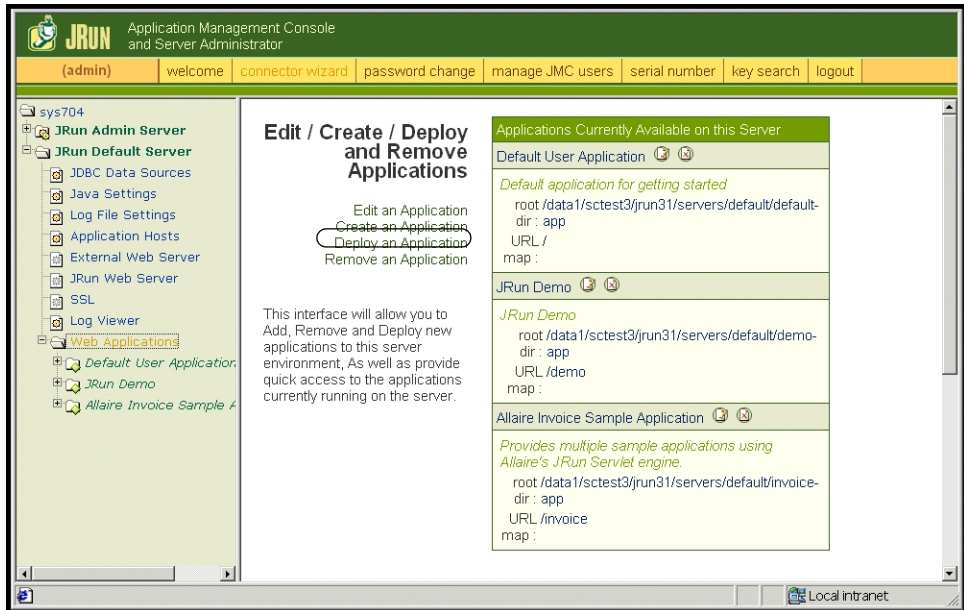 JRUN
Application Management Console
and Server Administrator
(admin)
welcome
connector wizard
password change
manage JMC users
serial number
key search
logout
sys704
JRun Admin Server
JRun Default Server
JDBC Data Sources
Java Settings
Log File Settings
Application Hosts
External Web Server
JRun Web Server
SSL
Log Viewer
Web Applications
Default User Application
JRun Demo
Allaire Invoice Sample A
Edit / Create / Deploy
and Remove
Applications
Edit an Application
Create an Application
Deploy an Application
Remove an Application
This interface will allow you to
Add, Remove and Deploy new
applications to this server
environment, As well as provide
quick access to the applications
currently running on the server.
Applications Currently Available on this Server
Default User Application
Default application for getting started
root /data1/sctest3/jrun31/servers/default/default-
dir : app
URL /
map :
JRun Demo
JRun Demo
root /data1/sctest3/jrun31/servers/default/demo-
dir : app
URL /demo
map :
Allaire Invoice Sample Application
Provides multiple sample applications using
Allaire's JRun Servlet engine.
root /data1/sctest3/jrun31/servers/default/invoice-
dir : app
URL /invoice
map :
Local intranet